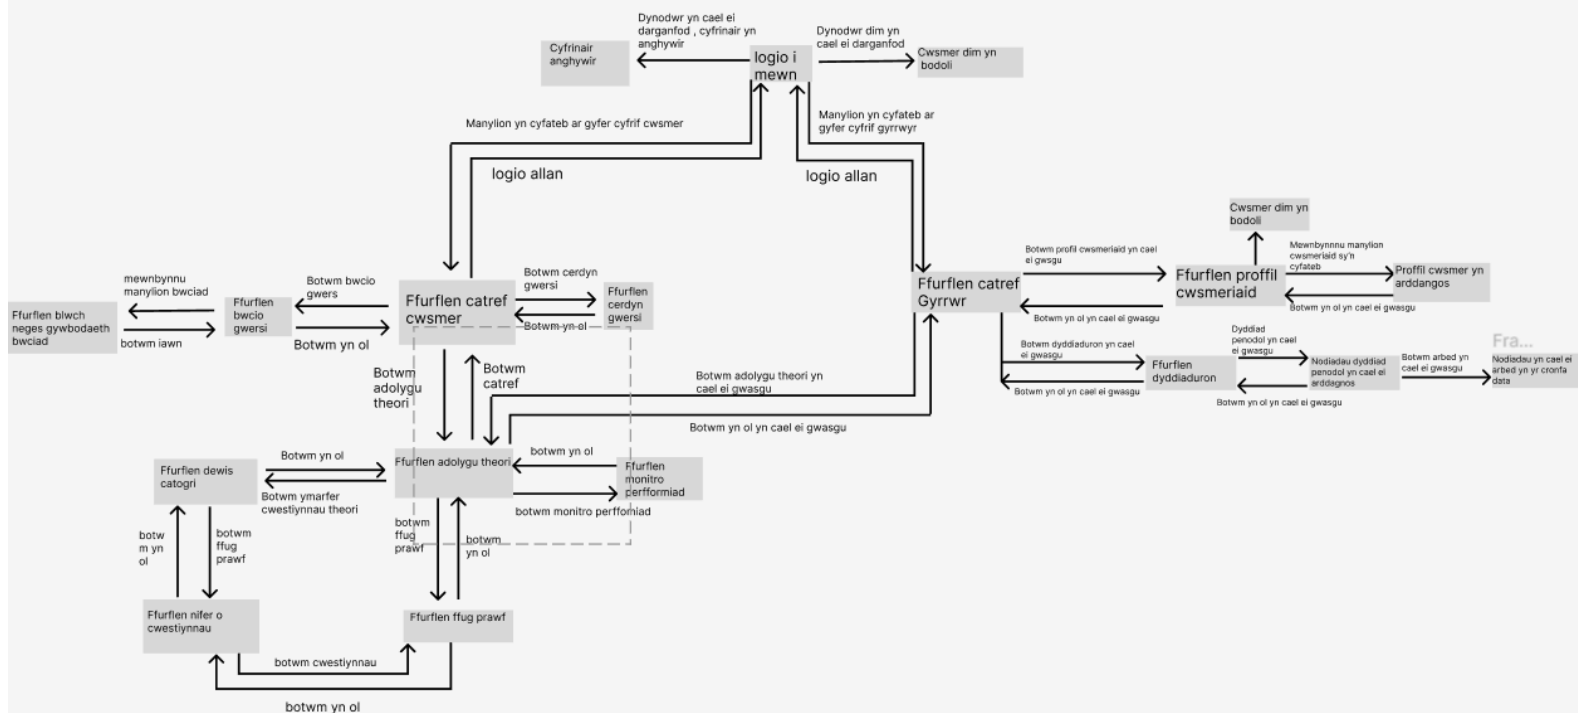 Dynodwr yn cael ei
darganfod , cyfrinair yn
anghywir
Dynodwr dim yn
cael ei darganfod
Cyfrinair
anghywir
logio i
mewn
Cwsmer dim yn
bodoli
Manylion yn cyfateb ar gyfer cyfrif cwsmer
Manylion yn cyfateb ar
gyfer cyfrif gyrrwyr
logio allan
logio allan
Cwsmer dim yn
bodoli
Botwm profil cwsmeriaid yn cael
ei gwsgu
Mewnbynnnu manylion
cwsmeriaid sy'n
cyfateb
Ffurflen proffil
cwsmeriaid
Proffil cwsmer yn
arddangos
Botwm yn ol yn cael ei gwasgu
Botwm yn ol yn cael ei gwasgu
Ffurflen catref
Gyrrwr
mewnbynnu
manylion bwciad
Botwm bwcio
gwers
Botwm cerdyn
gwersi
Ffurflen blwch
neges gywbodaeth
bwciad
Ffurflen
bwcio
gwersi
Ffurflen catref
cwsmer
Ffurflen
cerdyn
gwersi
botwm iawn
Botwm yn ol
Botwm yn ol
Botwm dyddiaduron yn cael
ei gwasgu
Dyddiad
penodol yn cael
ei gwasgu
Fra...
Ffurflen
dyddiaduron
Nodiadau dyddiad
penodol yn cael ei
arddagnos
Botwm arbed yn
cael ei gwasgu
Nodiadau yn cael ei
arbed yn yr cronfa
data
Botwm yn ol yn cael ei gwasgu
Botwm yn ol yn cael ei gwasgu
Botwm
adolygu
theori
Botwm
catref
Botwm adolygu theori yn
cael ei gwasgu
Botwm yn ol yn cael ei gwasgu
Ffurflen dewis
catogri
Botwm yn ol
Botwm ymarfer
cwestiynnau theori
Ffurflen adolygu theori
botwm yn ol
Ffurflen
monitro
perfformiad
botwm monitro perfformiad
botw
m yn
ol
botwm
ffug
prawf
botwm
ffug
prawf
botwm
yn ol
Ffurflen nifer o
cwestiynnau
Ffurflen ffug prawf
botwm cwestiynnau
botwm yn ol